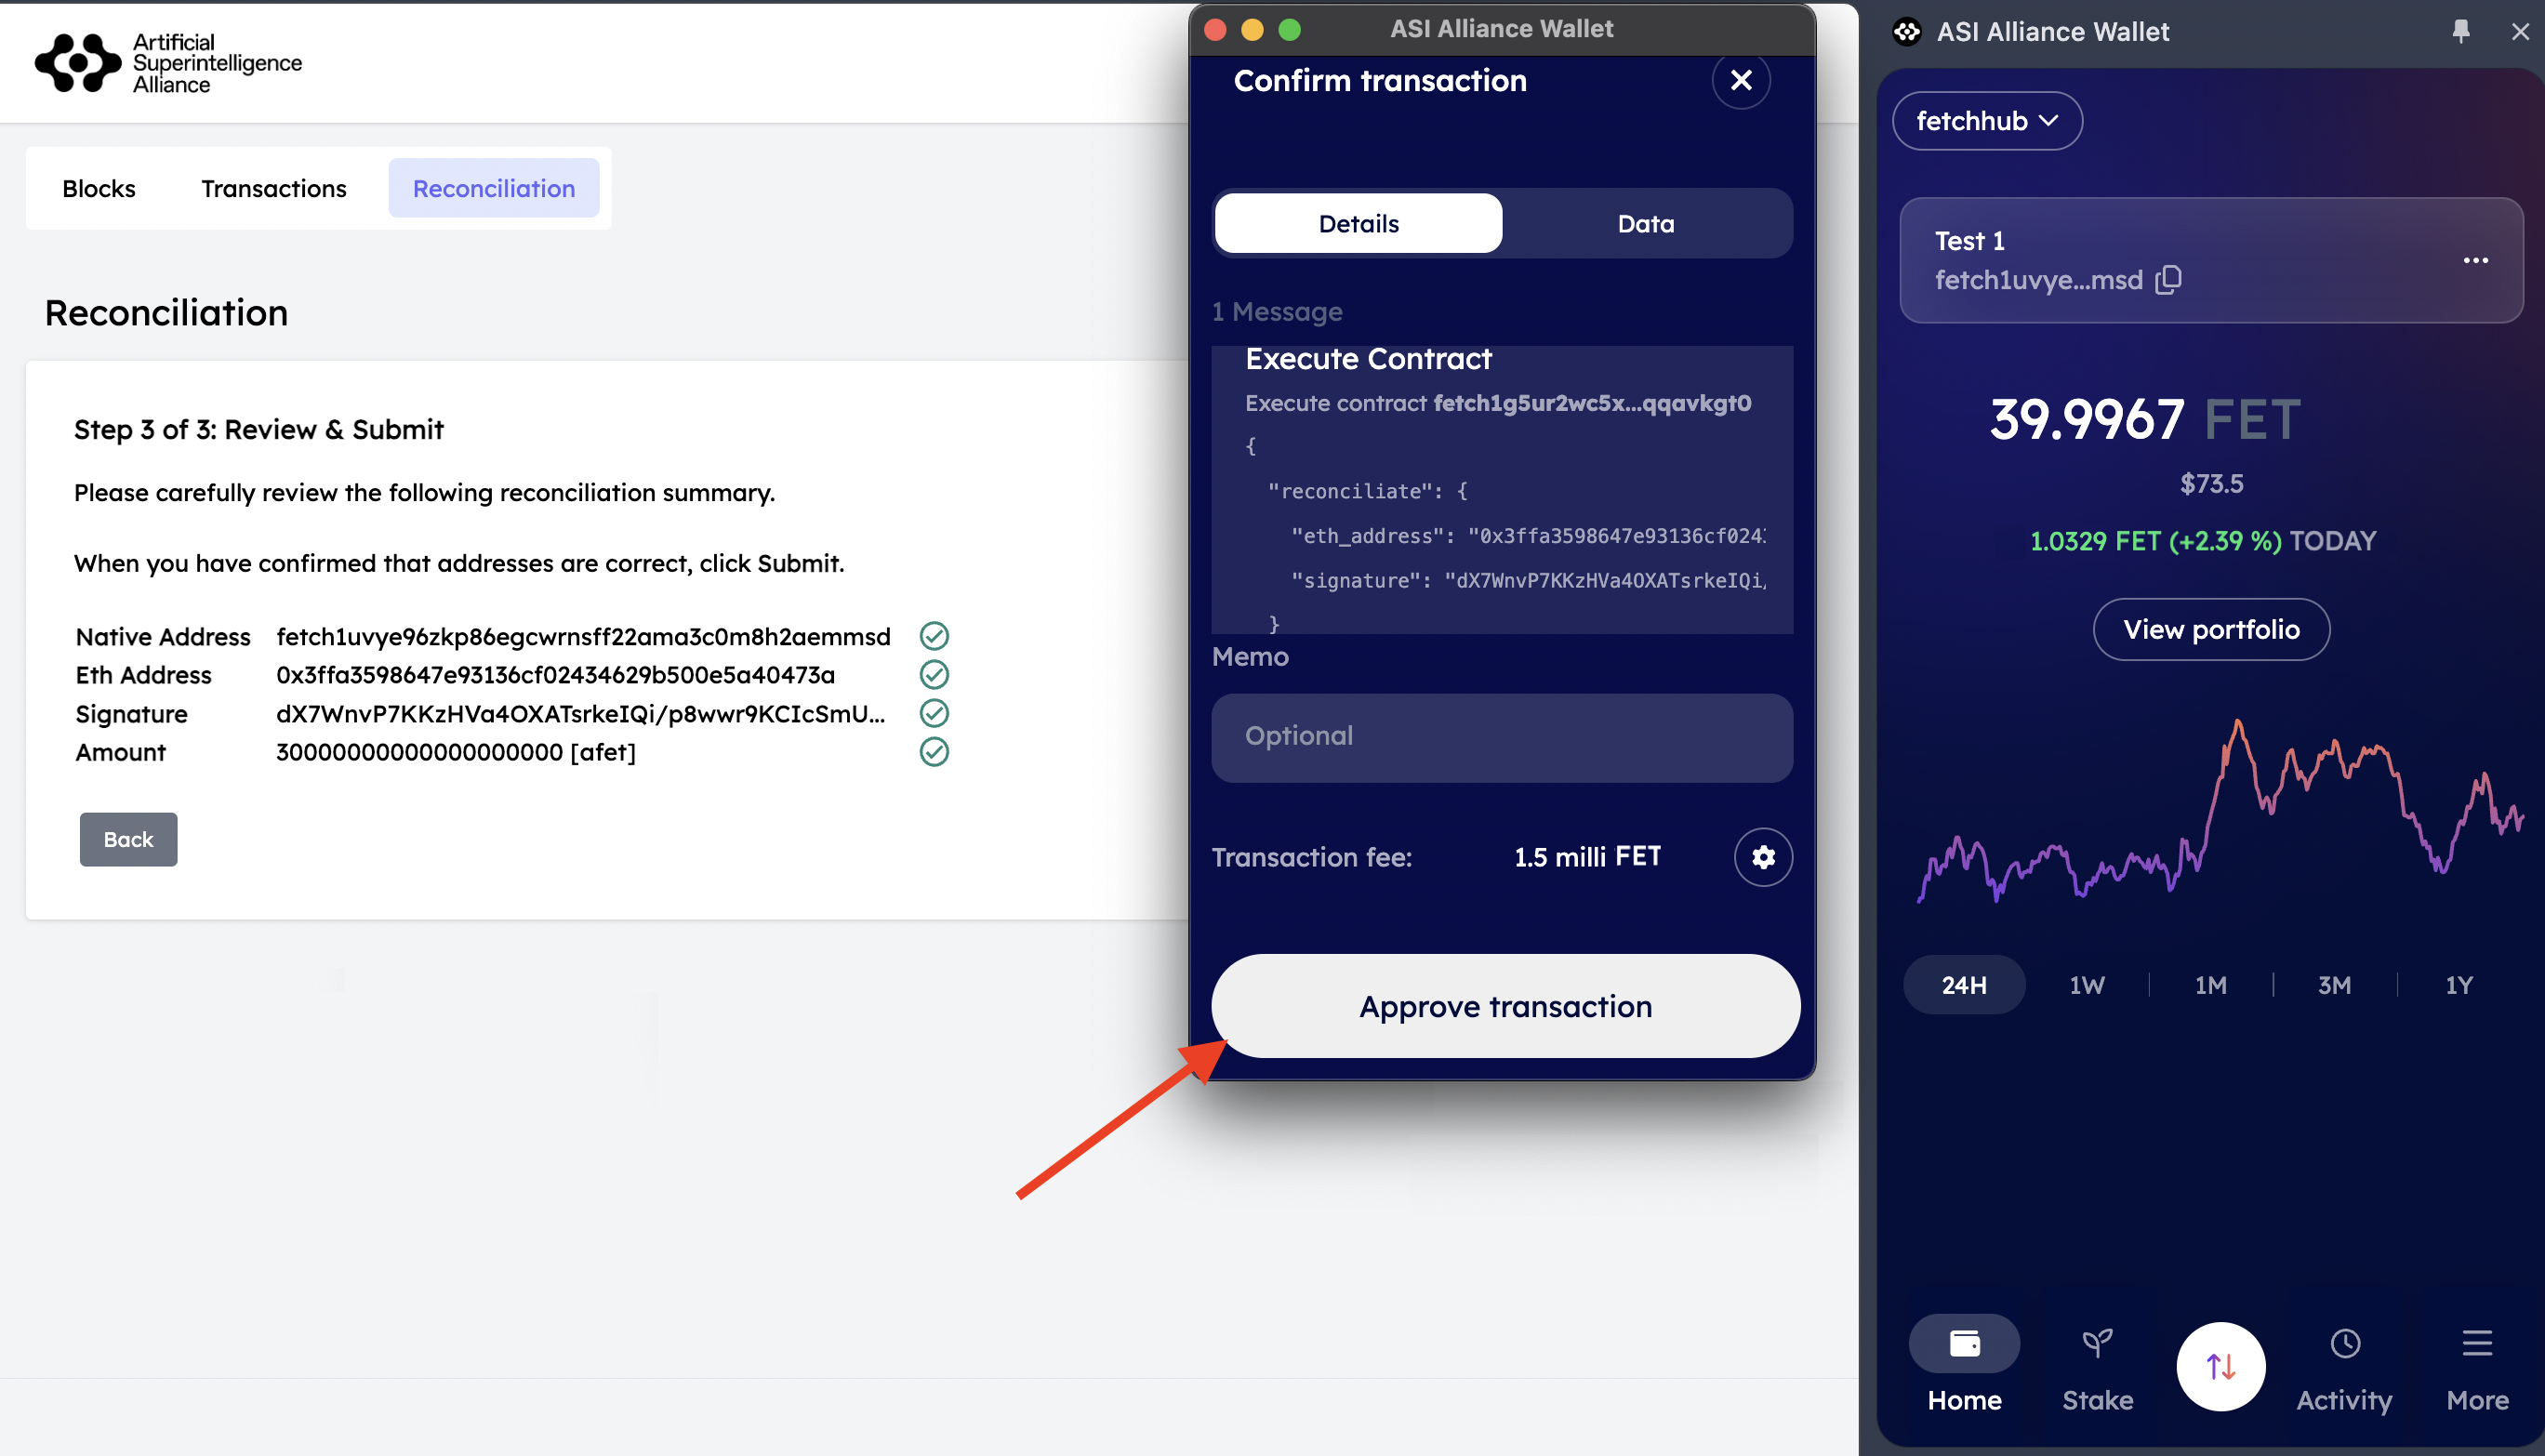 Artificial
Superintelligence
Alliance
Blocks
Transactions
Reconciliation
Reconciliation
Step 3 of 3: Review & Submit
Please carefully review the following reconciliation summary.
When you have confirmed that addresses are correct, click Submit.
Native Address fetch1uvye96zkp86egcwrnsff22ama3c0m8h2aemmsd
Eth Address 0x3ffa3598647e93136cf02434629b500e5a40473a
Signature dX7WnvP7KKzHVa4OXATsrkeIQi/p8wwr9KCIcSmU...
Amount 30000000000000000000 [afet]
Back
ASI Alliance Wallet
Confirm transaction
Details
Data
1 Message
Execute Contract
Execute contract fetch1g5ur2wc5x...qqavkgt0
{
"reconciliate": {
"eth_address": "0x3ffa3598647e93136cf0243
"signature": "dX7WnvP7KKzHVa4OXATsrkeIQi/
}
Memo
Optional
Transaction fee: 1.5 milli FET
Approve transaction
ASI Alliance Wallet
fetchhub
Test 1
fetch1uvye...msd
39.9967 FET
$73.5
1.0329 FET (+2.39 %) TODAY
View portfolio
24H 1W 1M 3M 1Y
Home Stake Activity More